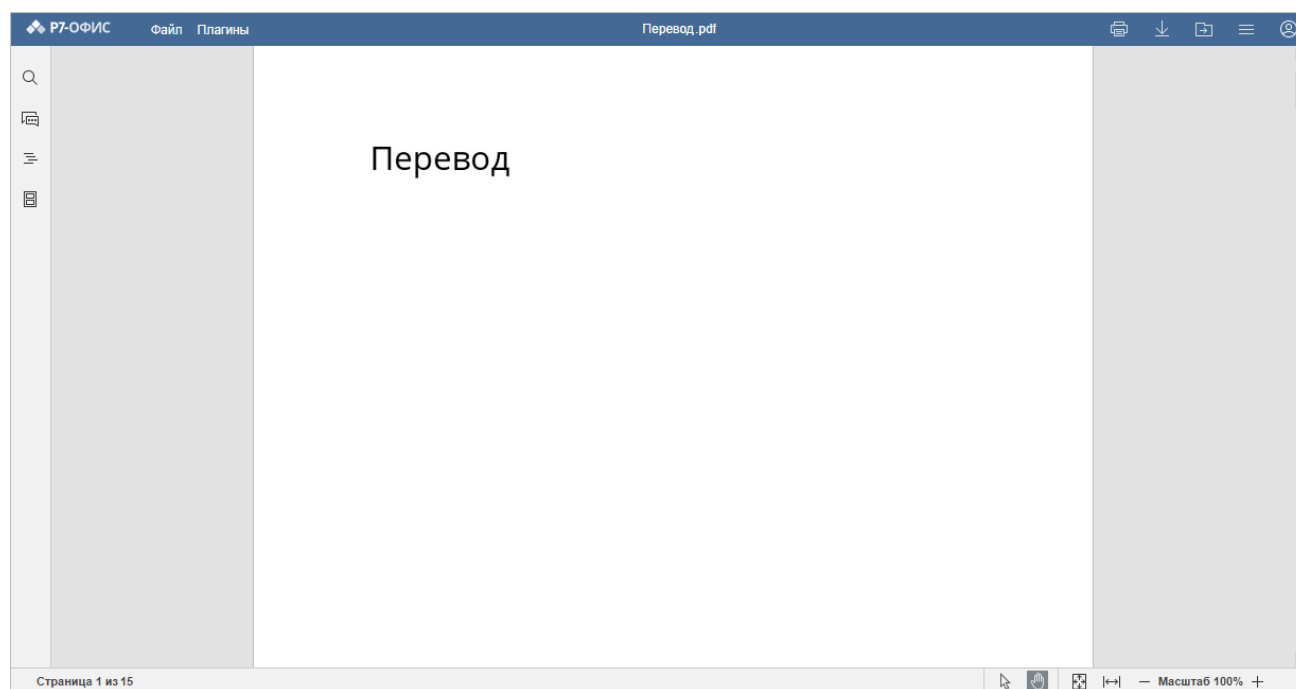 Р7-ОФИС Файл Плагины Перевод.pdf
Перевод
Страница 1 из 15 Масштаб 100%